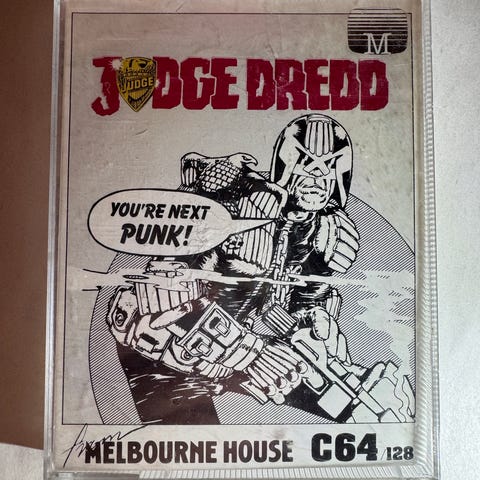 M
JUDGE DREDD
JUDGE
YOU'RE NEXT
PUNK!
MELBOURNE HOUSE C64/128